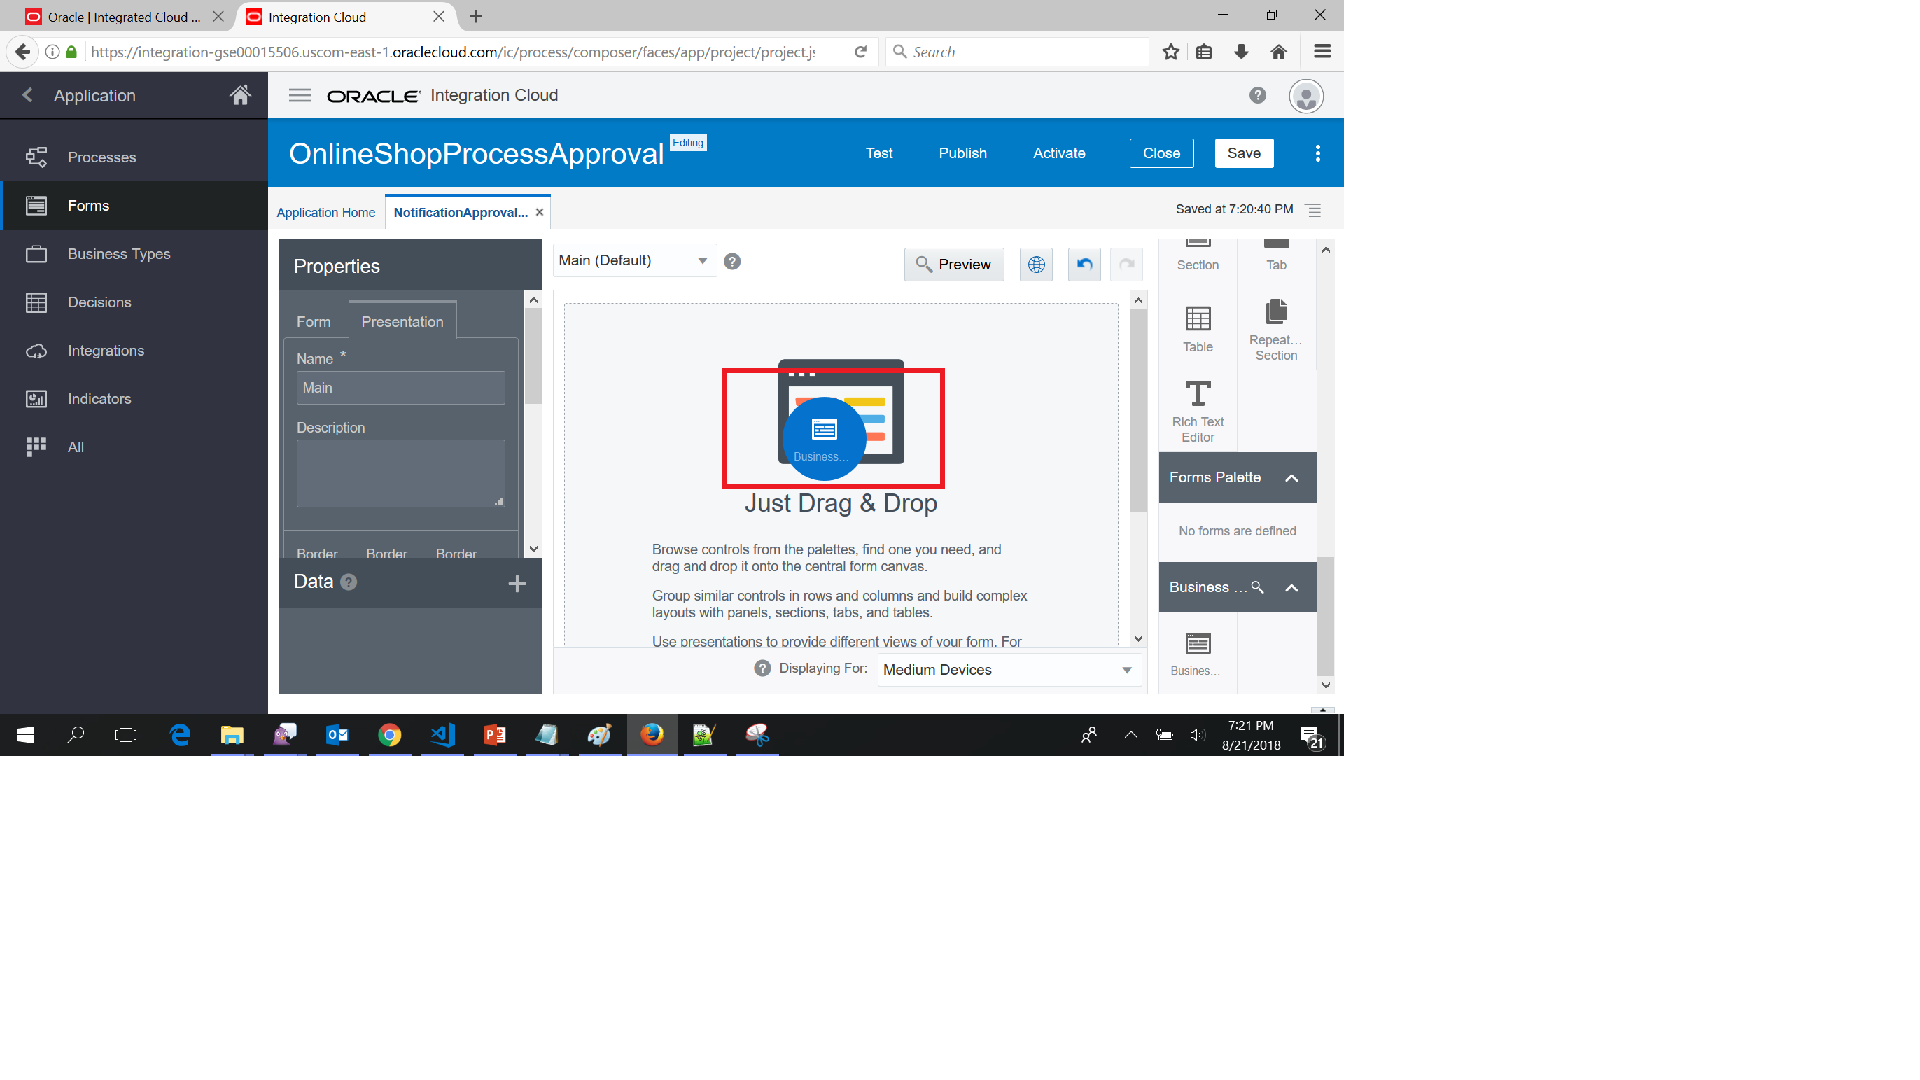 Oracle | Integrated Cloud ...
Integration Cloud
https://integration-gse00015506.uscom-east-1.oraclecloud.com/ic/process/composer/faces/app/project/project.js
Search
Application
ORACLE Integration Cloud
Processes
Forms
Business Types
Decisions
Integrations
Indicators
All
OnlineShopProcessApproval
Editing
Test
Publish
Activate
Close
Save
Application Home
NotificationApproval...
Saved at 7:20:40 PM
Properties
Form
Presentation
Name *
Main
Description
Border Border Border
Data
Main (Default)
Preview
Business...
Just Drag & Drop
Browse controls from the palettes, find one you need, and
drag and drop it onto the central form canvas.
Group similar controls in rows and columns and build complex
layouts with panels, sections, tabs, and tables.
Use presentations to provide different views of your form. For
Displaying For:
Medium Devices
Section
Tab
Table
Repeat...
Section
Rich Text
Editor
Forms Palette
No forms are defined
Business ...
Busines...
7:21 PM
8/21/2018
21